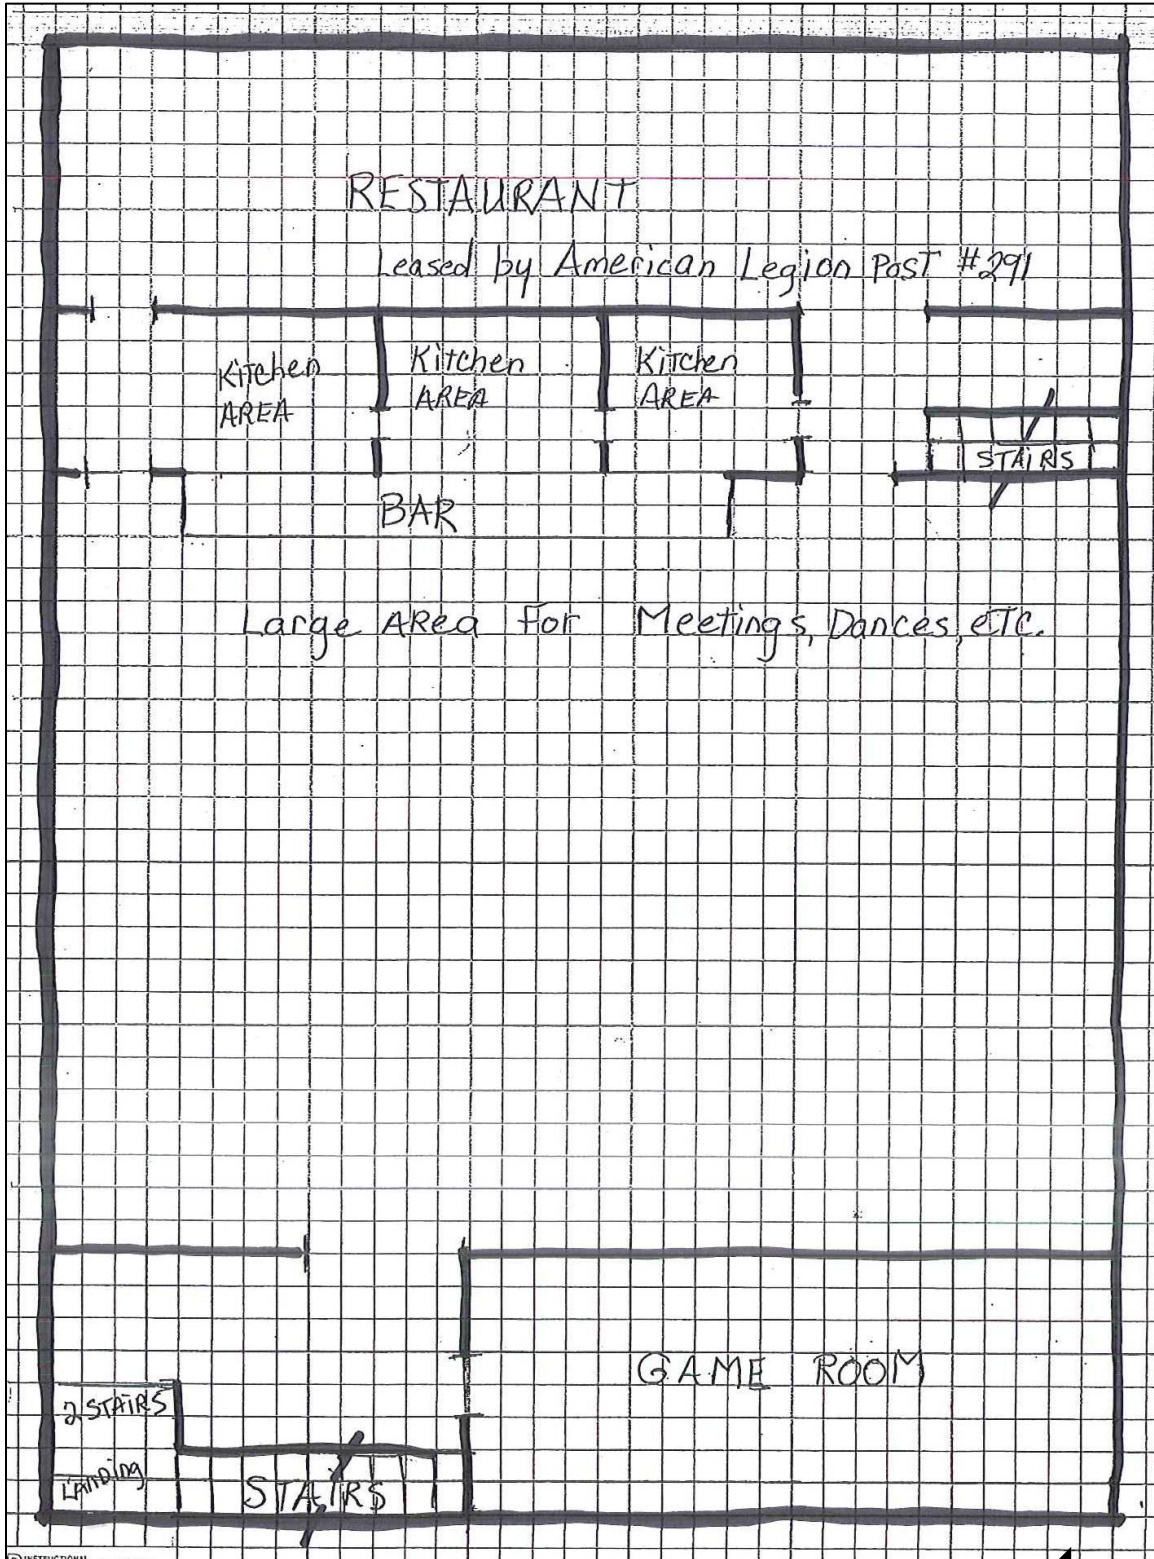 RESTAURANT
Leased by American Legion Post #291
Kitchen
AREA
Kitchen
AREA
Kitchen
AREA
STAIRS
BAR
Large AREA For Meetings, Dances, eTc.
GAME ROOM
2 STAIRS
LANDing
STAIRS